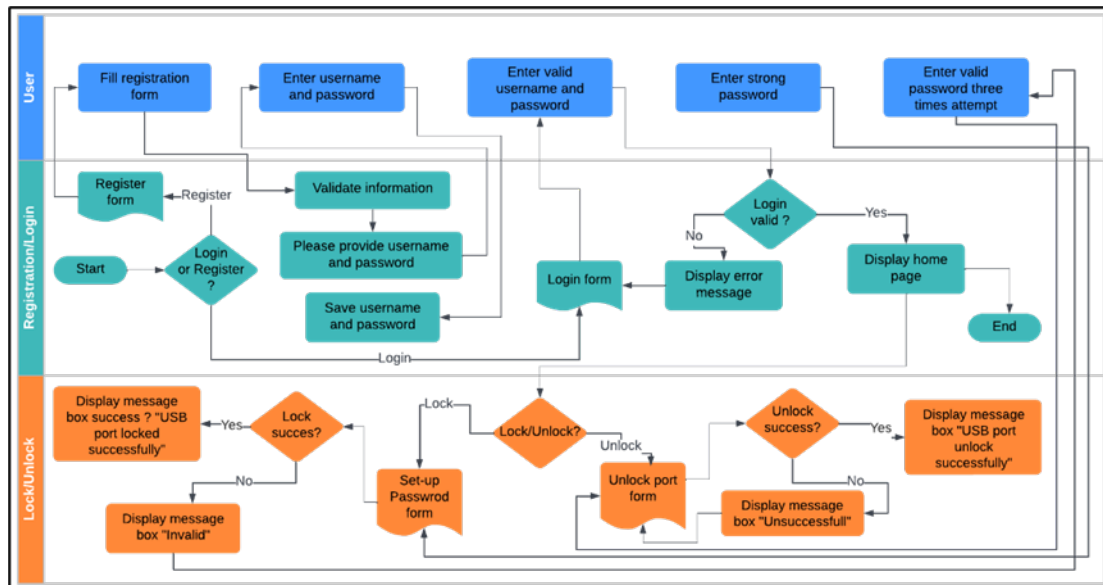 User
Fill registration
form
Enter username
and password
Enter valid
username and
password
Enter strong
password
Enter valid
password three
times attempt
Registration/Login
Register
form
Register
Validate information
Login
valid ?
Yes
No
Start
Login
or Register
?
Please provide username
and password
Login form
Display error
message
Display home
page
Save username
and password
End
Login
Lock/Unlock
Display message
box success ? "USB
port locked
successfully"
Yes
Lock
succes?
Lock
Lock/Unlock?
Unlock
Unlock
success?
Yes
Display message
box "USB port
unlock
successfully"
No
Set-up
Passwrod
form
Unlock port
form
No
Display message
box "Invalid"
Display message
box "Unsuccessfull"